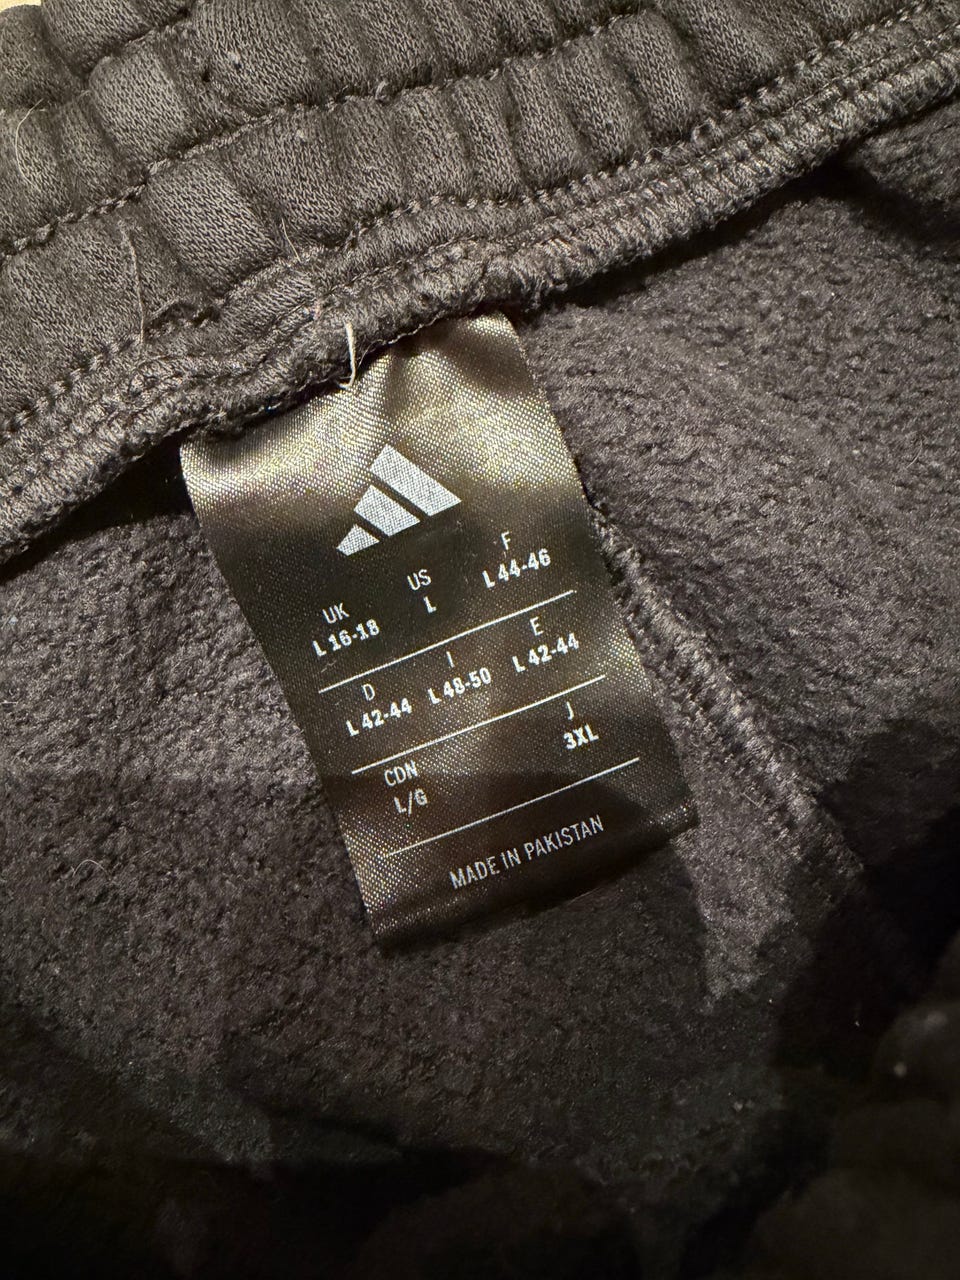 UK US F
L 16-18 L L 44-46
D I E
L 42-44 L 48-50 L 42-44
CDN J
L/G 3XL
MADE IN PAKISTAN